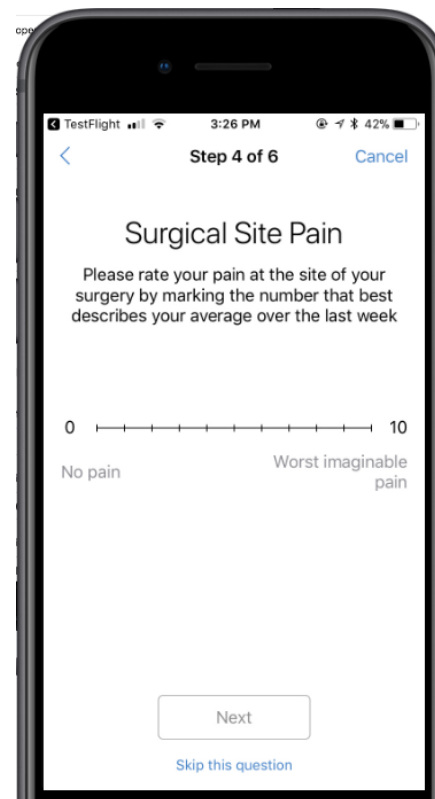 ope
TestFlight 3:26 PM 42%
Step 4 of 6 Cancel
Surgical Site Pain
Please rate your pain at the site of your
surgery by marking the number that best
describes your average over the last week
0 10
No pain Worst imaginable
pain
Next
Skip this question